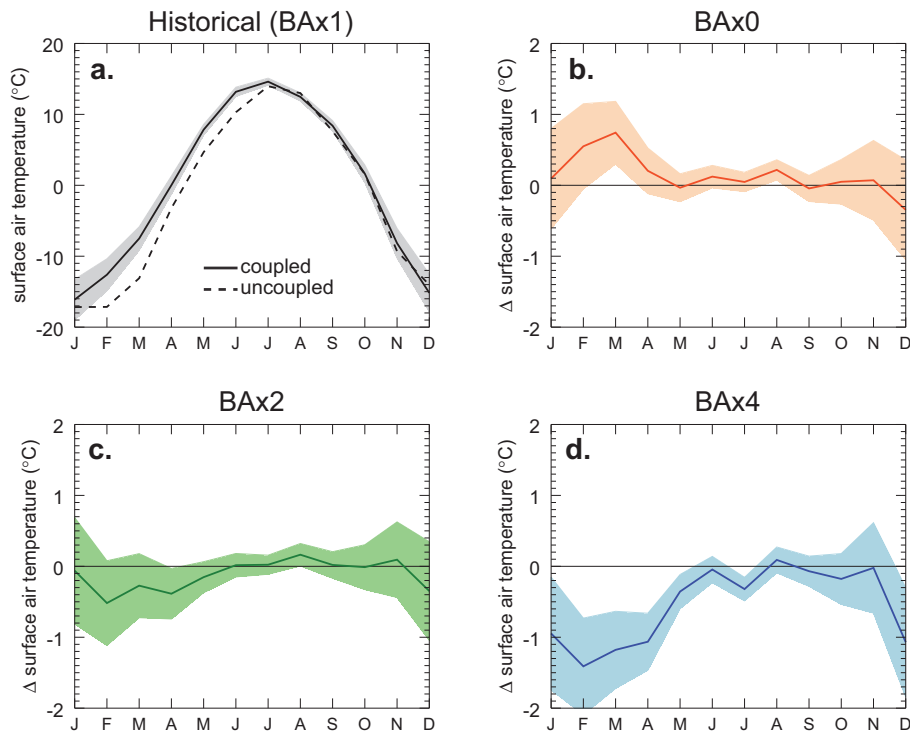 Historical (BAx1)
a.
surface air temperature (°C)
20
10
0
-10
-20
coupled
uncoupled
J F M A M J J A S O N D
BAx0
b.
Δ surface air temperature (°C)
2
1
0
-1
-2
J F M A M J J A S O N D
BAx2
c.
Δ surface air temperature (°C)
2
1
0
-1
-2
J F M A M J J A S O N D
BAx4
d.
Δ surface air temperature (°C)
2
1
0
-1
-2
J F M A M J J A S O N D